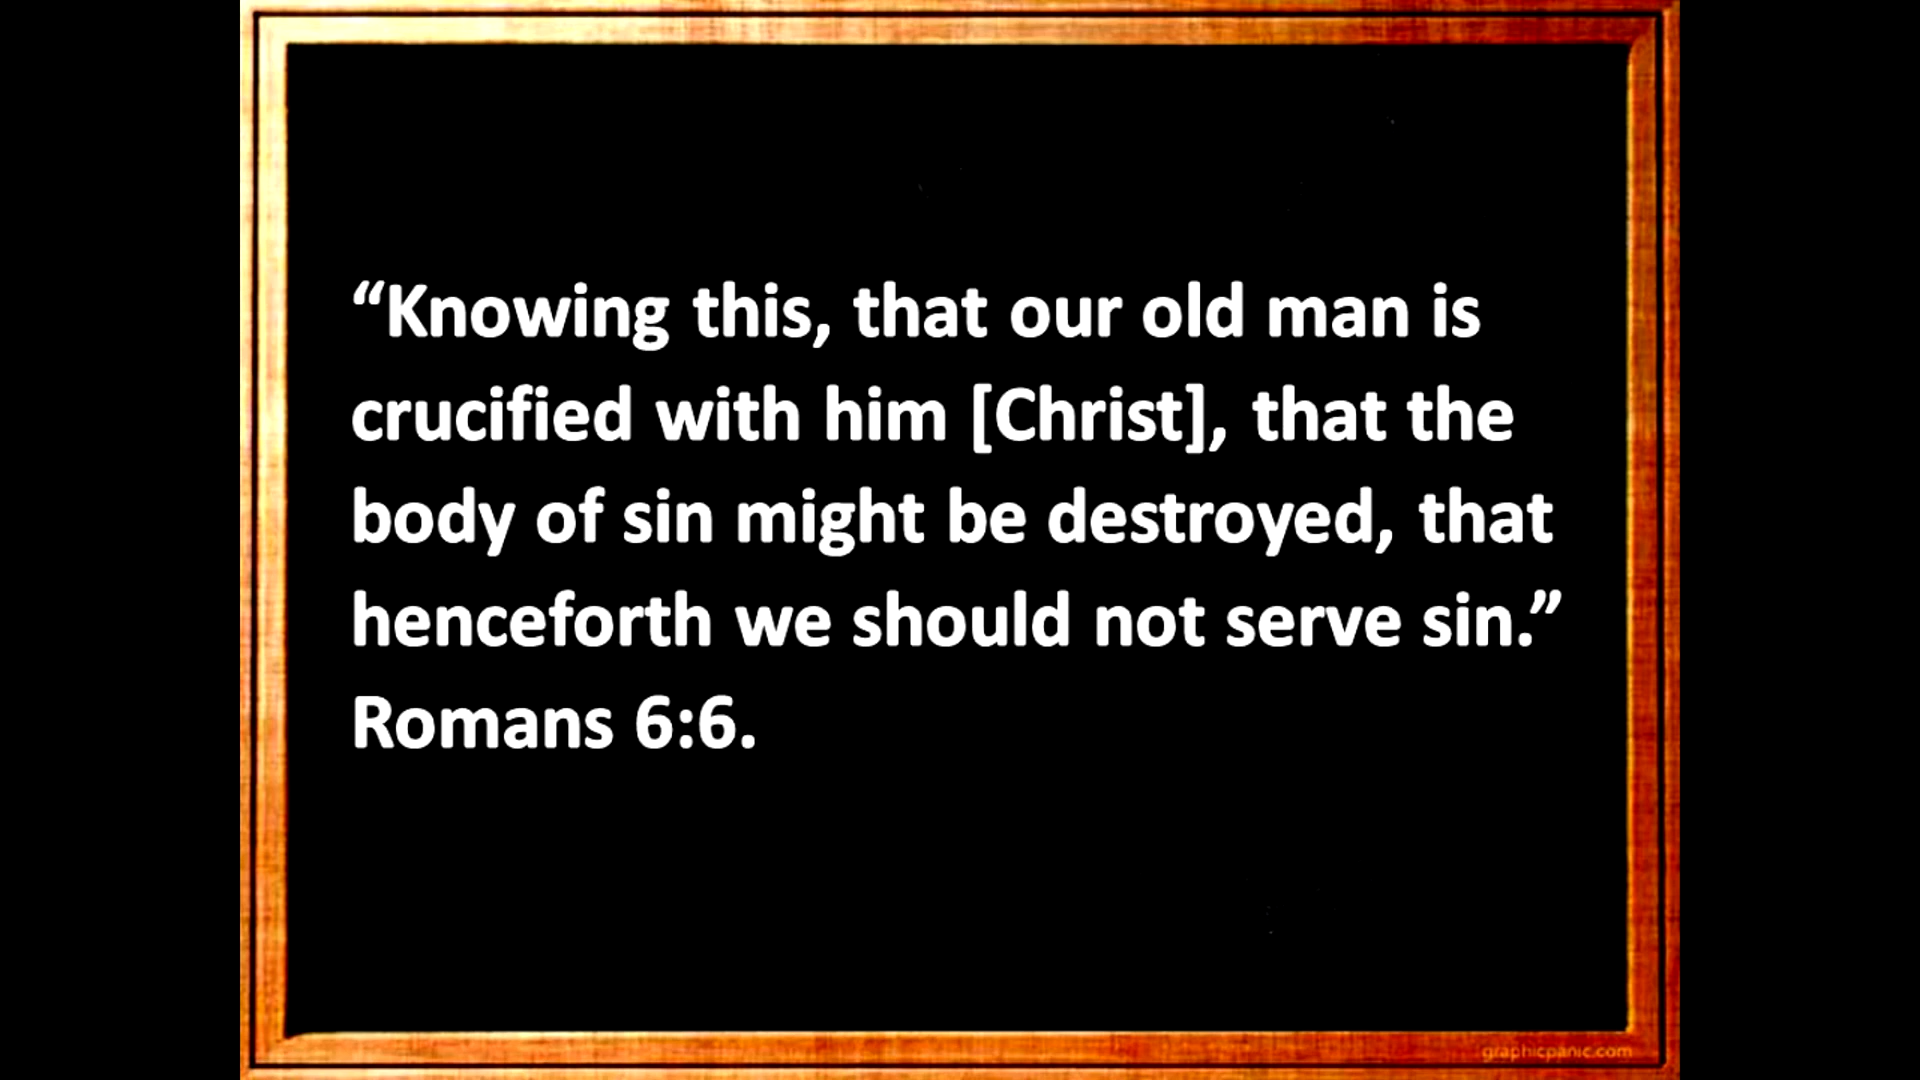 “Knowing this, that our old man is
crucified with him [Christ], that the
body of sin might be destroyed, that
henceforth we should not serve sin.”
Romans 6:6.
graphicpanic.com